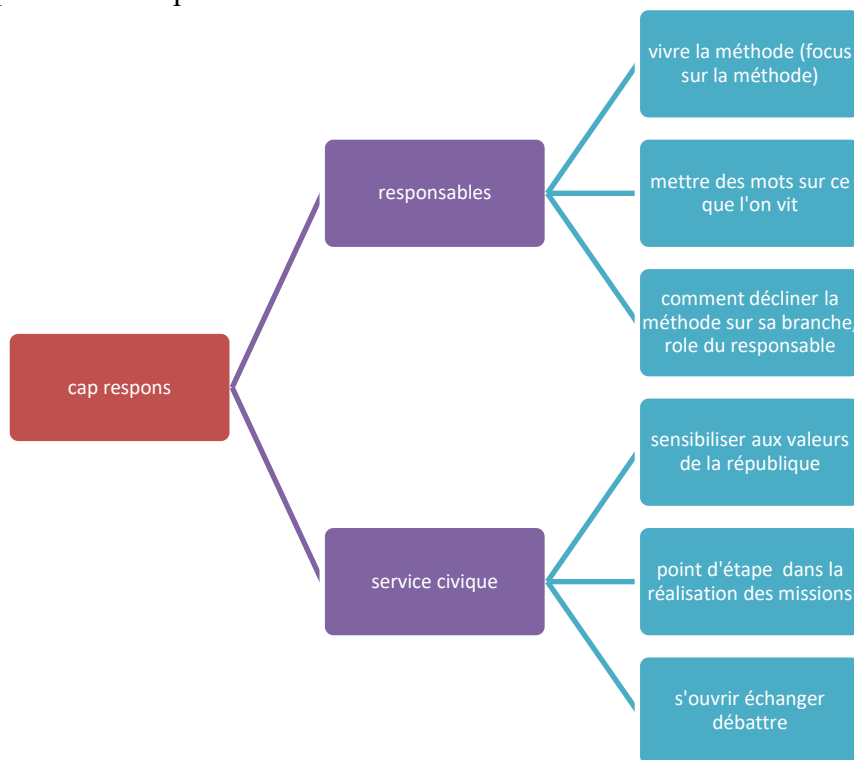 vivre la méthode (focus
sur la méthode)
responsables
mettre des mots sur ce
que l'on vit
comment décliner la
méthode sur sa branche,
role du responsable
cap respons
sensibiliser aux valeurs
de la république
service civique
point d'étape dans la
réalisation des missions
s'ouvrir échanger
débattre